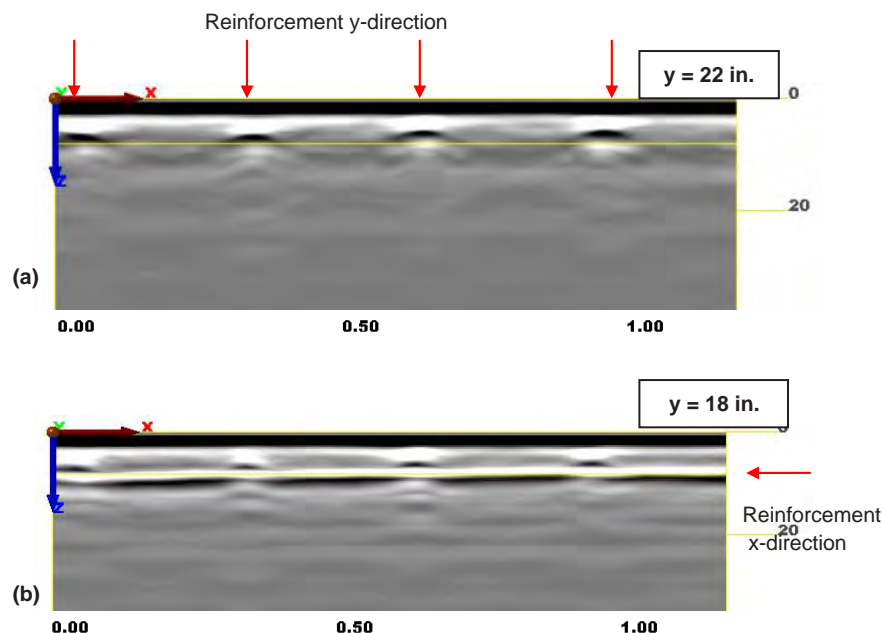 Reinforcement y-direction
y = 22 in.
Y
X
0
Z
20
(a)
0.00 0.50 1.00
y = 18 in.
Y
X
0
Z
Reinforcement
x-direction
20
(b)
0.00 0.50 1.00